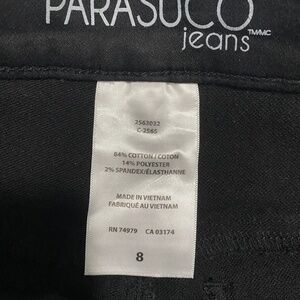 PARASUCO
jeans TM/MC
2563022
C-2565
84% COTTON / COTON
14% POLYESTER
2% SPANDEX/ÉLASTHANNE
MADE IN VIETNAM
FABRIQUÉ AU VIETNAM
RN 74979 CA 03174
8